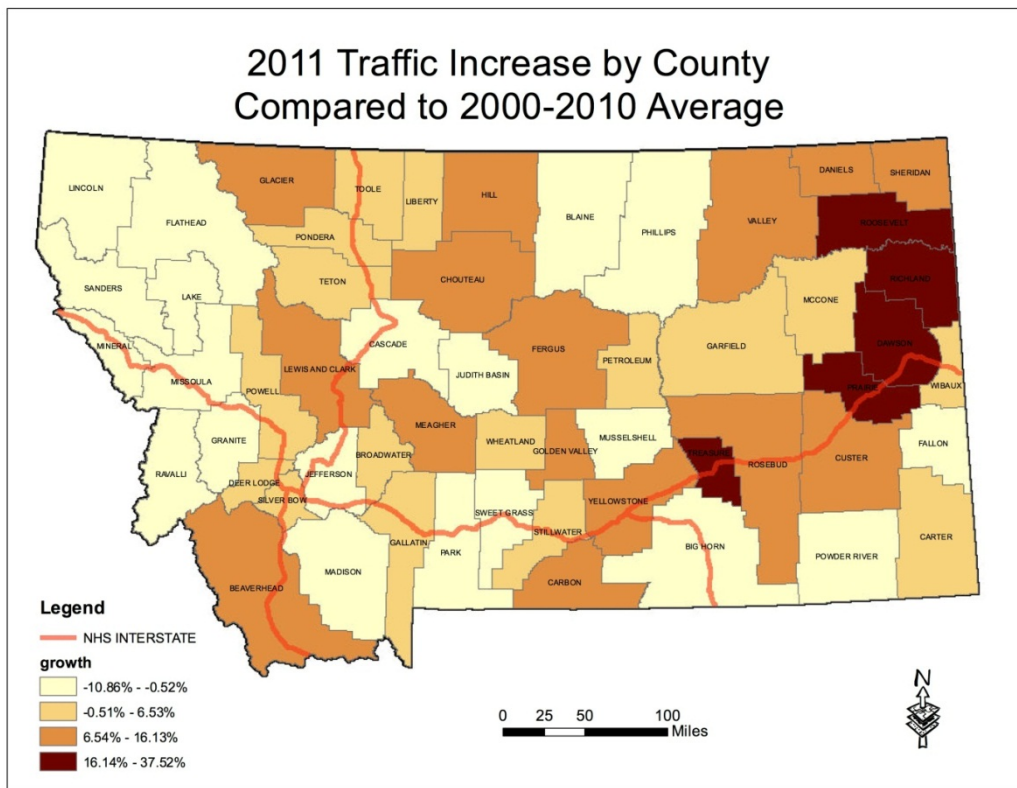 2011 Traffic Increase by County
Compared to 2000-2010 Average
LINCOLN
GLACIER
TOOLE
LIBERTY
HILL
DANIELS
SHERIDAN
FLATHEAD
BLAINE
PHILLIPS
VALLEY
ROOSEVELT
PONDERA
TETON
CHOUTEAU
RICHLAND
SANDERS
LAKE
MCCONE
CASCADE
MINERAL
LEWIS AND CLARK
JUDITH BASIN
FERGUS
PETROLEUM
GARFIELD
DAWSON
MISSOULA
POWELL
PRAIRIE
WIBAUX
MEAGHER
GRANITE
WHEATLAND
GOLDEN VALLEY
MUSSELSHELL
TREASURE
ROSEBUD
CUSTER
FALLON
RAVALLI
JEFFERSON
BROADWATER
DEER LODGE
SILVER BOW
SWEET GRASS
YELLOWSTONE
STILLWATER
GALLATIN
PARK
BIG HORN
POWDER RIVER
CARTER
MADISON
CARBON
BEAVERHEAD
Legend
NHS INTERSTATE
growth
-10.86% - -0.52%
-0.51% - 6.53%
6.54% - 16.13%
16.14% - 37.52%
0 25 50 100
Miles
N